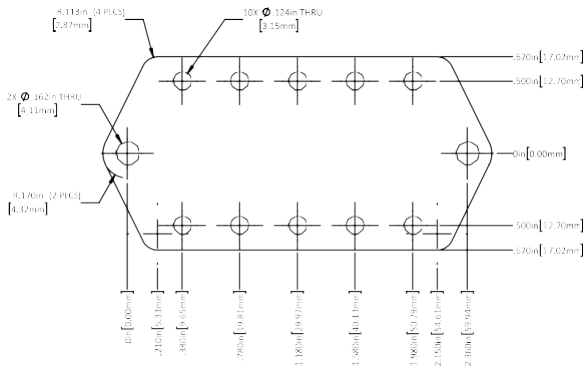 R.113in (4 PLCS)
[2.87mm]
10X Ø.124in THRU
[3.15mm]
2X Ø.162in THRU
[4.11mm]
R.170in (2 PLCS)
[4.32mm]
.670in[17.02mm]
.500in[12.70mm]
0in[0.00mm]
.500in[12.70mm]
.670in[17.02mm]
0in[0.00mm]
.210in[5.33mm]
.380in[9.65mm]
.780in[19.81mm]
1.180in[29.97mm]
1.580in[40.13mm]
1.980in[50.29mm]
2.150in[54.61mm]
2.360in[59.94mm]